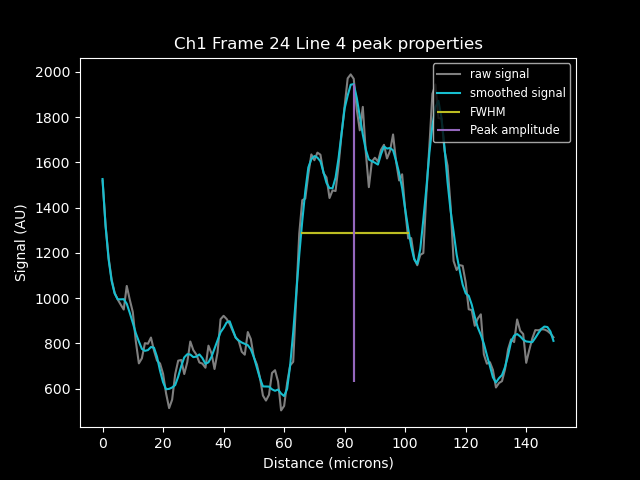 Ch1 Frame 24 Line 4 peak properties
raw signal
smoothed signal
FWHM
Peak amplitude
Signal (AU)
2000
1800
1600
1400
1200
1000
800
600
0 20 40 60 80 100 120 140
Distance (microns)